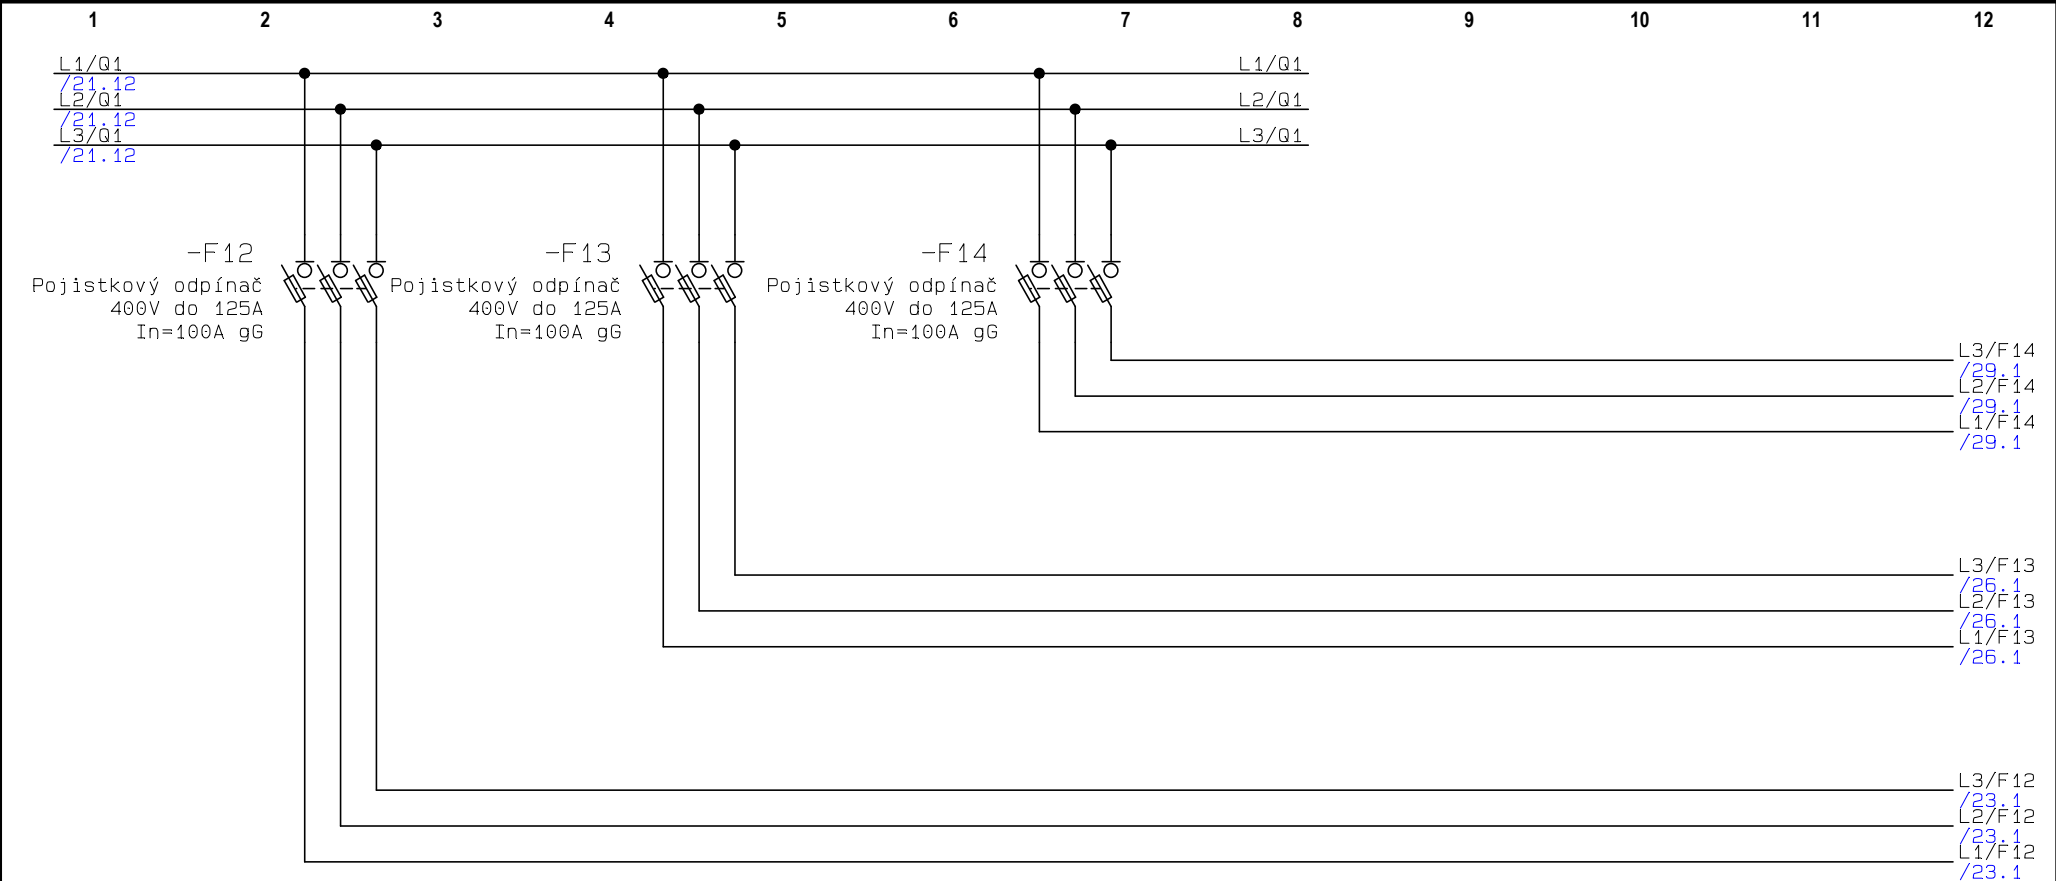 1 2 3 4 5 6 7 8 9 10 11 12
L1/Q1 L1/Q1
/21.12
L2/Q1 L2/Q1
/21.12
L3/Q1 L3/Q1
/21.12
-F12
Pojistkový odpínač
400V do 125A
In=100A gG
-F13
Pojistkový odpínač
400V do 125A
In=100A gG
-F14
Pojistkový odpínač
400V do 125A
In=100A gG
L3/F14
/29.1
L2/F14
/29.1
L1/F14
/29.1
L3/F13
/26.1
L2/F13
/26.1
L1/F13
/26.1
L3/F12
/23.1
L2/F12
/23.1
L1/F12
/23.1